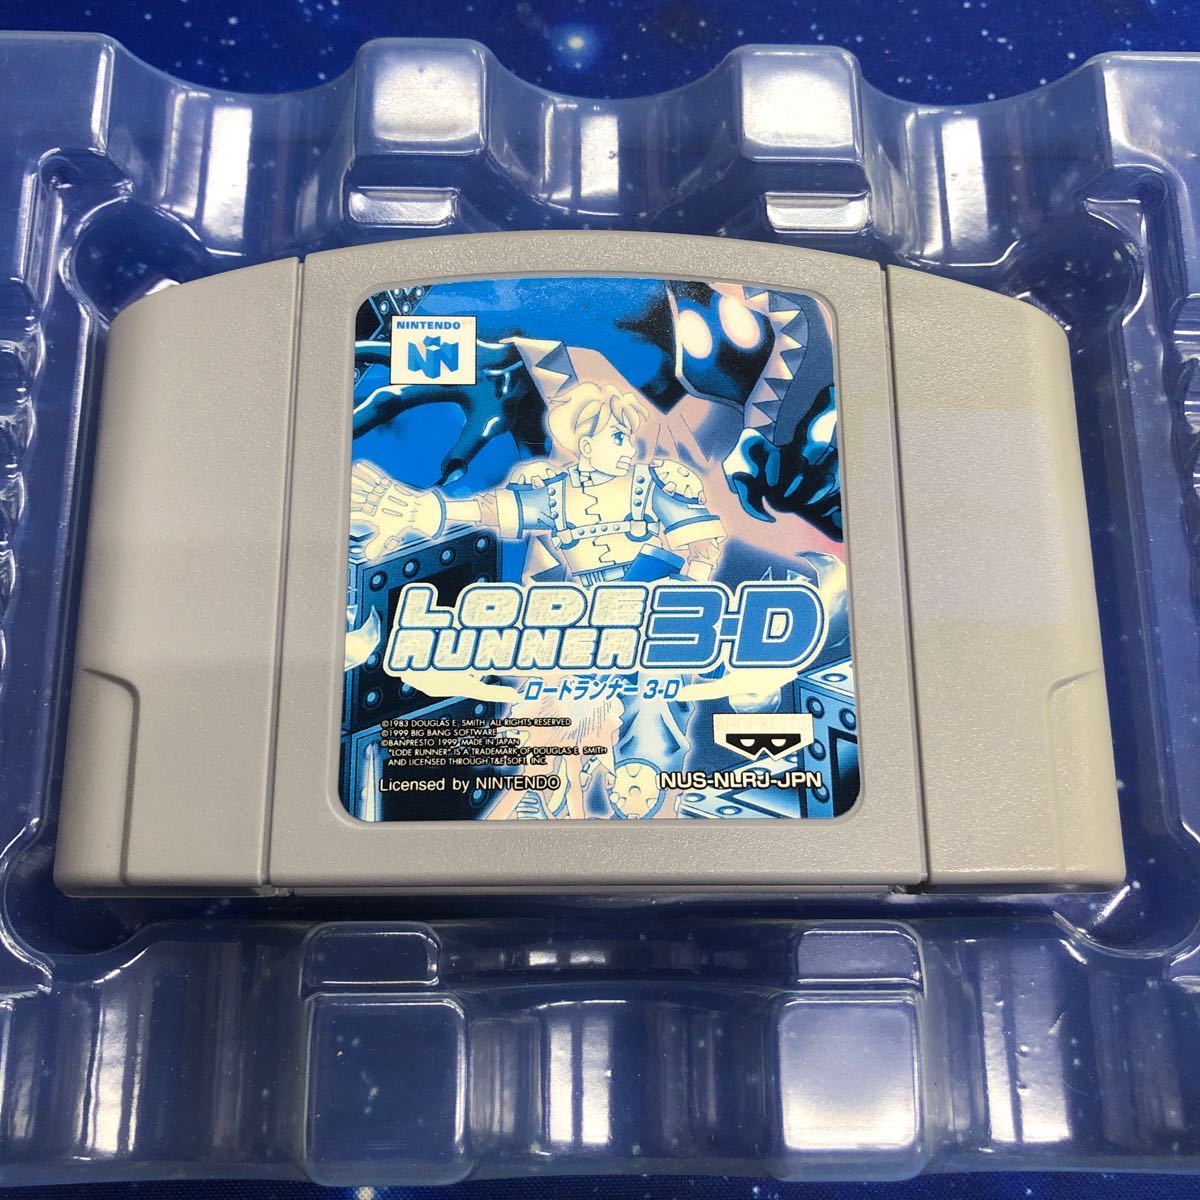 NINTENDO
LODE
RUNNER 3-D
ロードランナー 3-D
©1983 DOUGLAS E. SMITH ALL RIGHTS RESERVED
©1999 BIG BANG SOFTWARE
©BANPRESTO 1999 MADE IN JAPAN
"LODE RUNNER" IS A TRADEMARK OF DOUGLAS E. SMITH
AND LICENSED THROUGH T&E SOFT, INC.
Licensed by NINTENDO
BANPRESTO
NUS-NLRJ-JPN